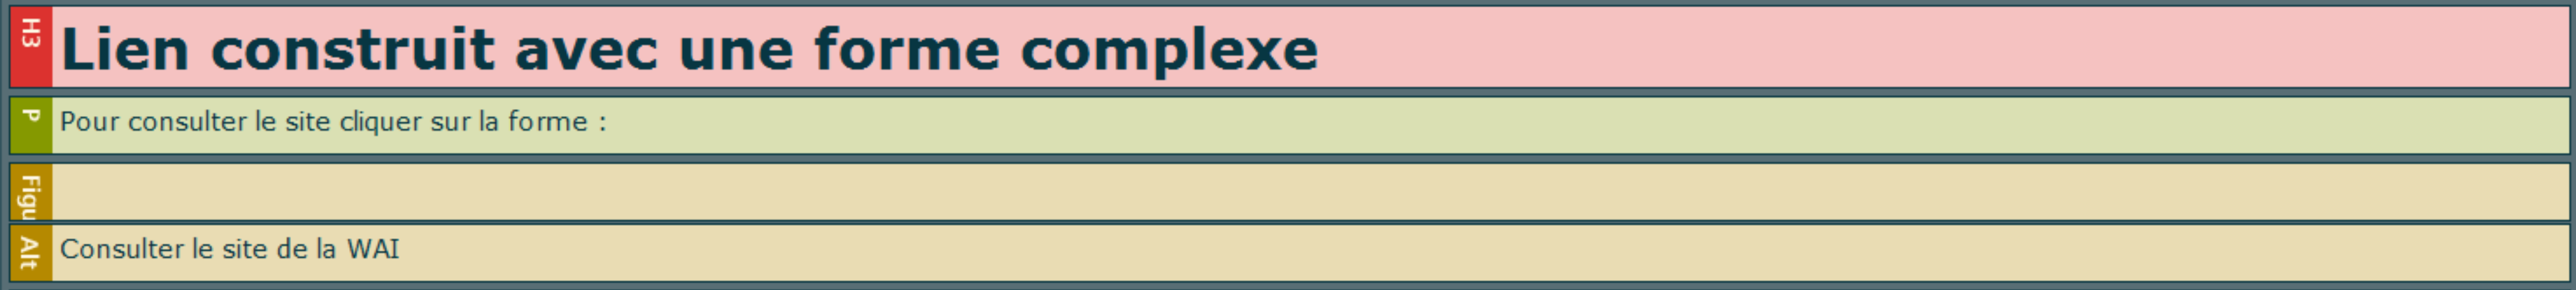 H3
Lien construit avec une forme complexe
P
Pour consulter le site cliquer sur la forme :
Figu
Alt
Consulter le site de la WAI